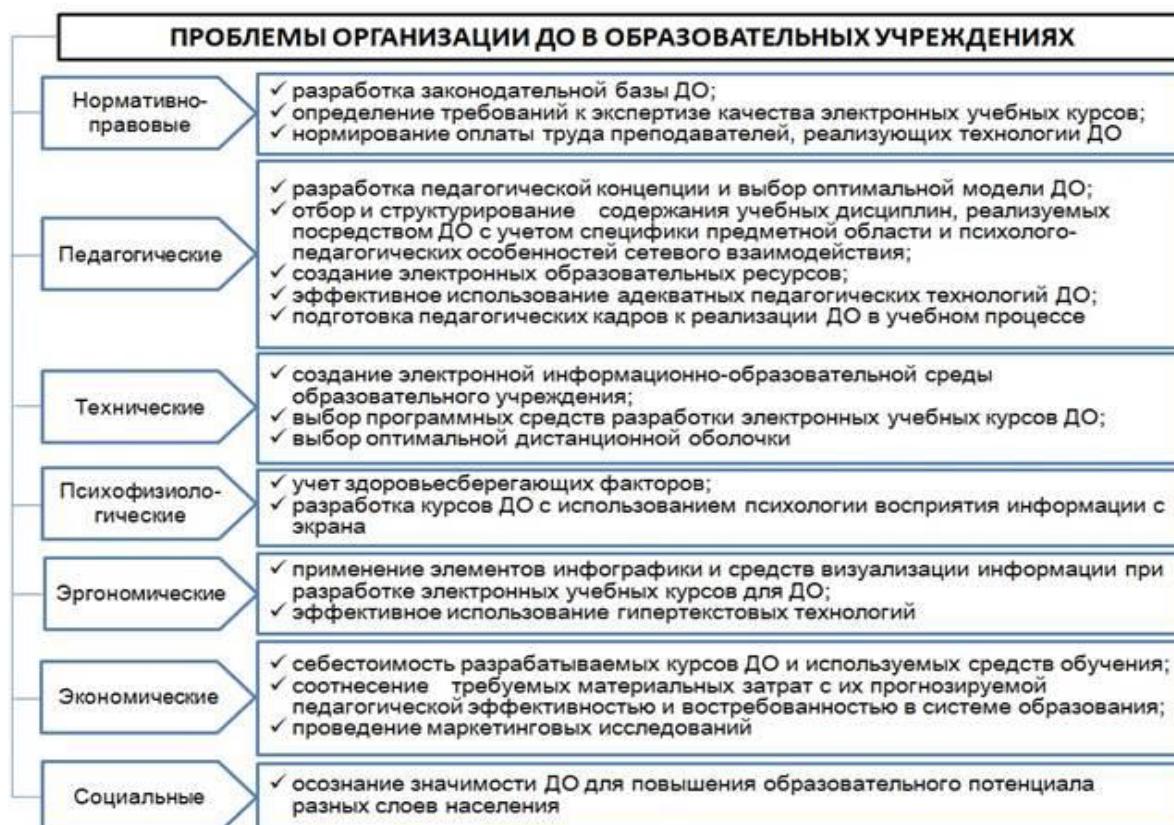 ПРОБЛЕМЫ ОРГАНИЗАЦИИ ДО В ОБРАЗОВАТЕЛЬНЫХ УЧРЕЖДЕНИЯХ
Нормативно-
правовые
✓ разработка законодательной базы ДО;
✓ определение требований к экспертизе качества электронных учебных курсов;
✓ нормирование оплаты труда преподавателей, реализующих технологии ДО
Педагогические
✓ разработка педагогической концепции и выбор оптимальной модели ДО;
✓ отбор и структурирование содержания учебных дисциплин, реализуемых
посредством ДО с учетом специфики предметной области и психолого-
педагогических особенностей сетевого взаимодействия;
✓ создание электронных образовательных ресурсов;
✓ эффективное использование адекватных педагогических технологий ДО;
✓ подготовка педагогических кадров к реализации ДО в учебном процессе
Технические
✓ создание электронной информационно-образовательной среды
образовательного учреждения;
✓ выбор программных средств разработки электронных учебных курсов ДО;
✓ выбор оптимальной дистанционной оболочки
Психофизиоло-
гические
✓ учет здоровьесберегающих факторов;
✓ разработка курсов ДО с использованием психологии восприятия информации с
экрана
Эргономические
✓ применение элементов инфографики и средств визуализации информации при
разработке электронных учебных курсов для ДО;
✓ эффективное использование гипертекстовых технологий
Экономические
✓ себестоимость разрабатываемых курсов ДО и используемых средств обучения;
✓ соотнесение требуемых материальных затрат с их прогнозируемой
педагогической эффективностью и востребованностью в системе образования;
✓ проведение маркетинговых исследований
Социальные
✓ осознание значимости ДО для повышения образовательного потенциала
разных слоев населения